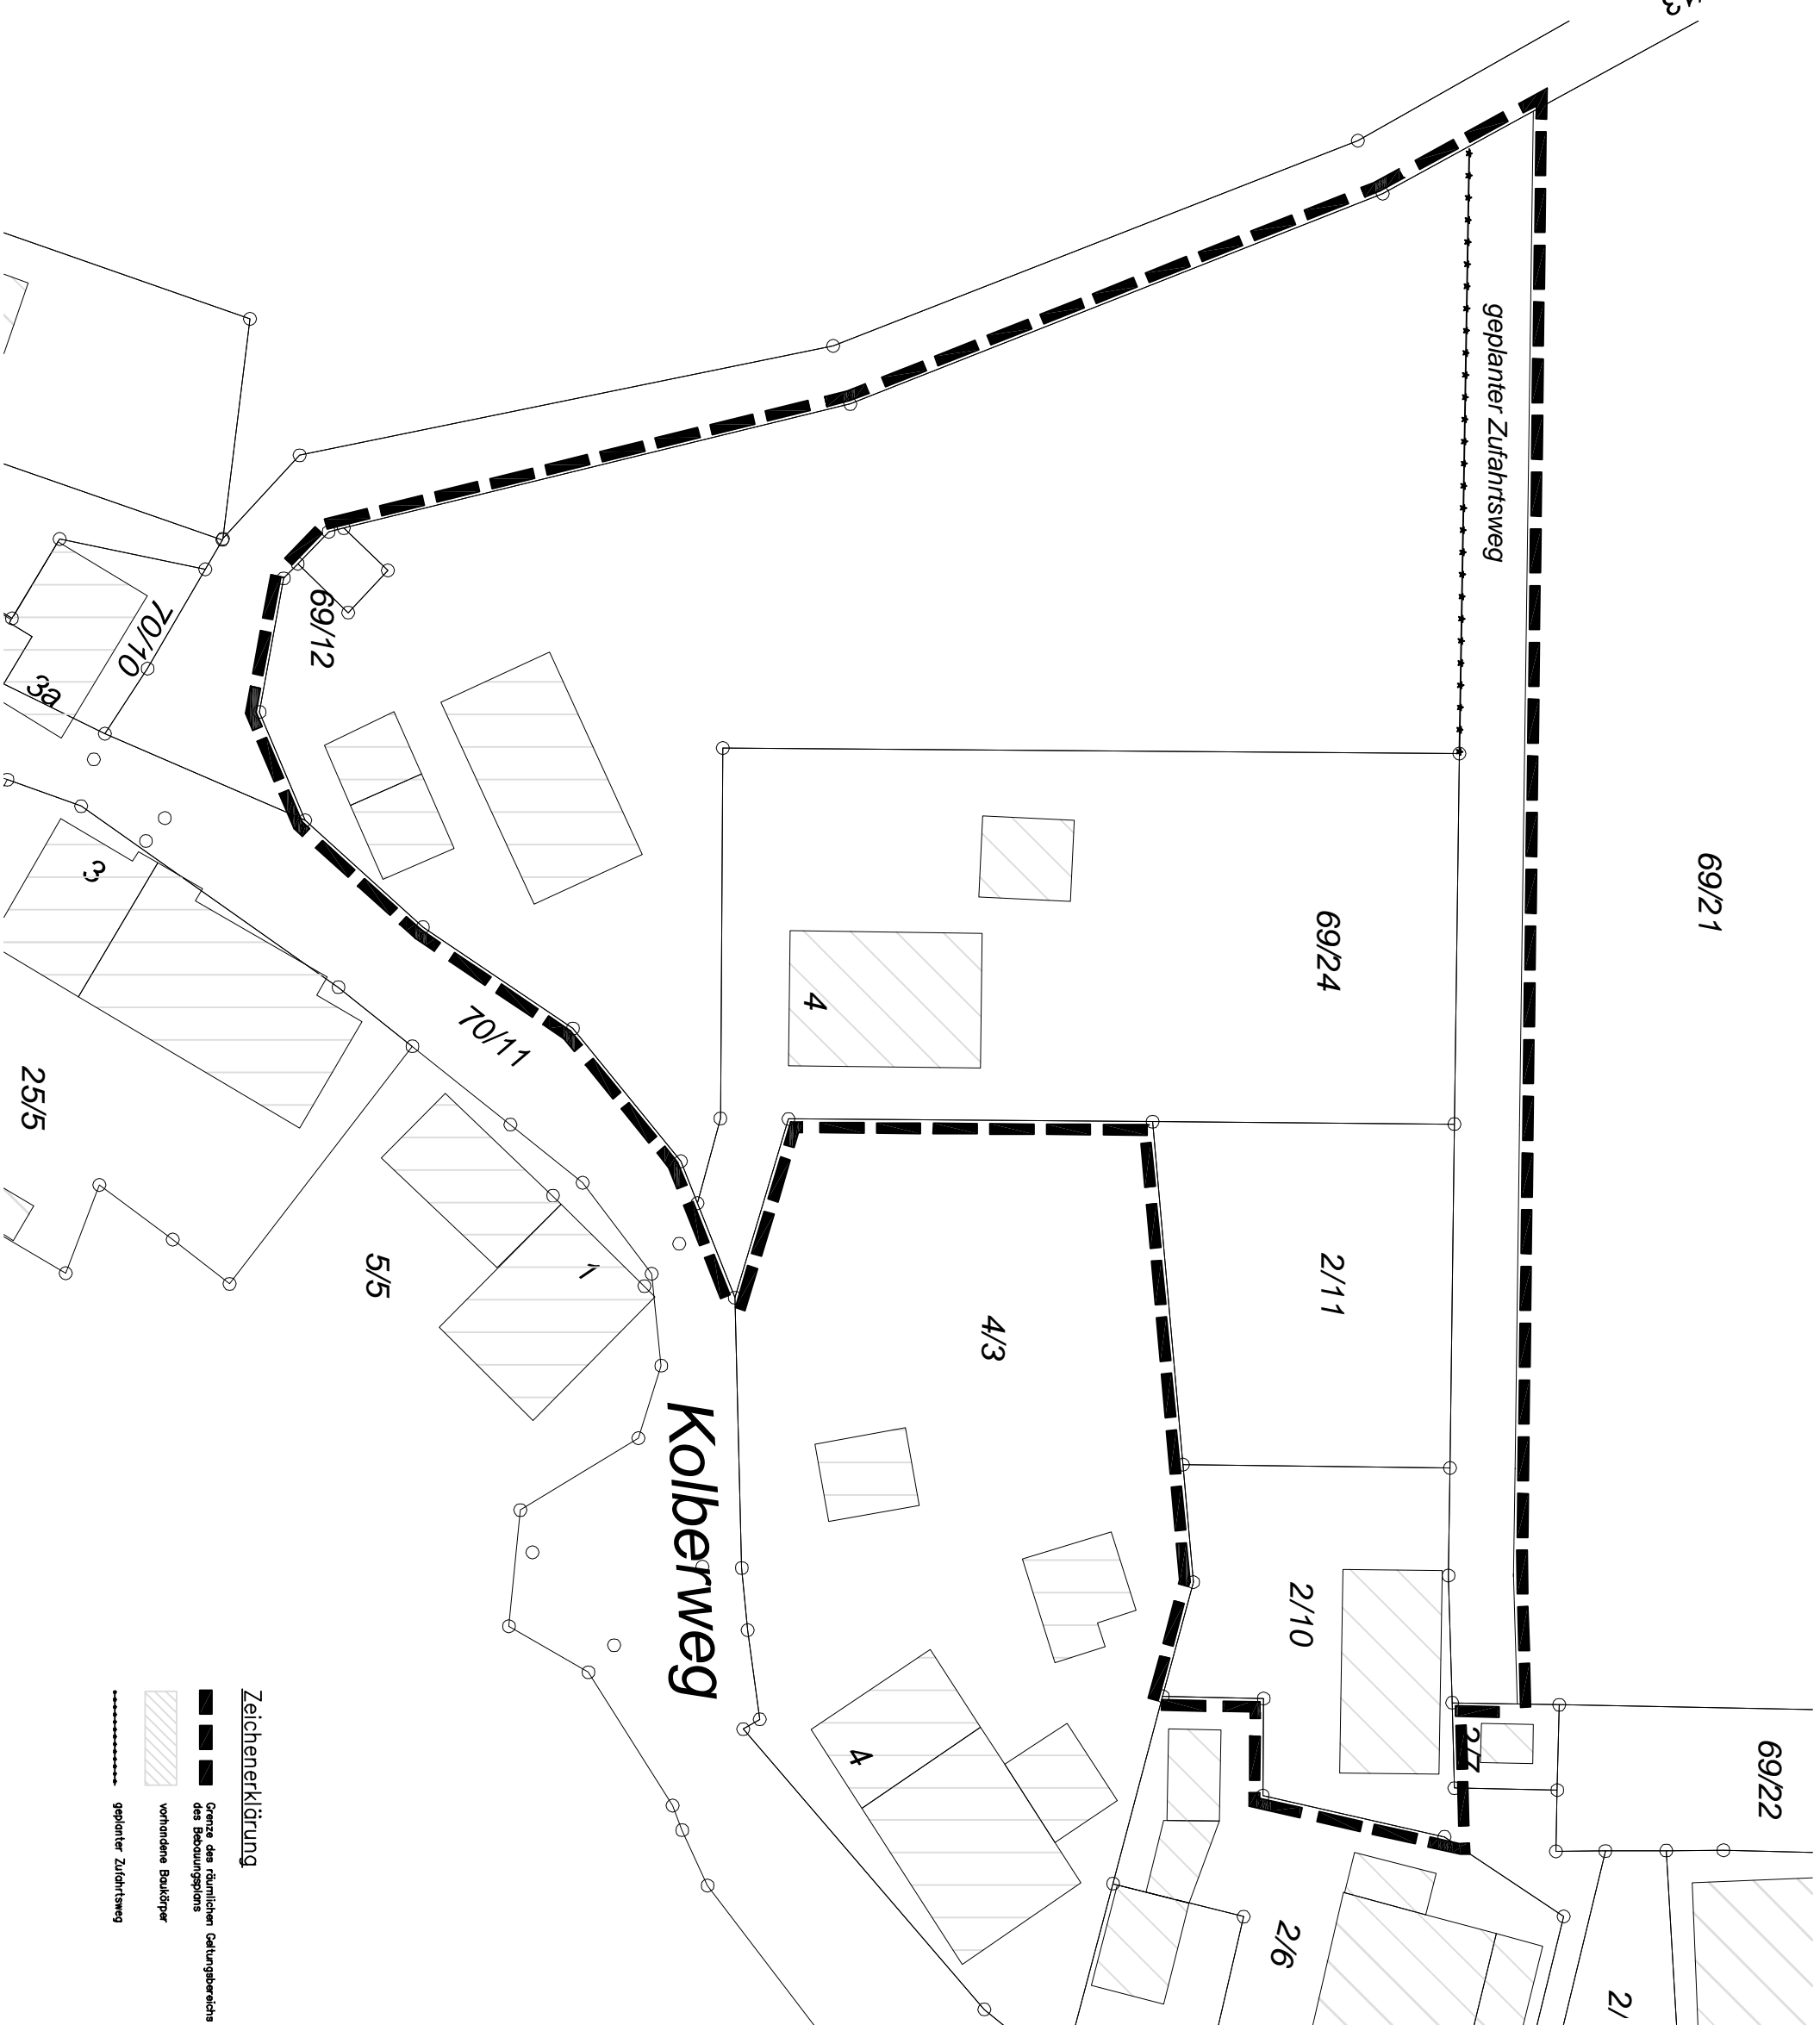 geplanter Zufahrtsweg
69/21
69/24
69/12
70/10
3a
3
4
70/11
25/5
5/5
1
2/11
4/3
Kolberweg
2/10
2/7
69/22
4
2/6
2/
Zeichenerklärung
Grenze des räumlichen Geltungsbereichs
des Bebauungsplans
vorhandene Baukörper
geplanter Zufahrtsweg